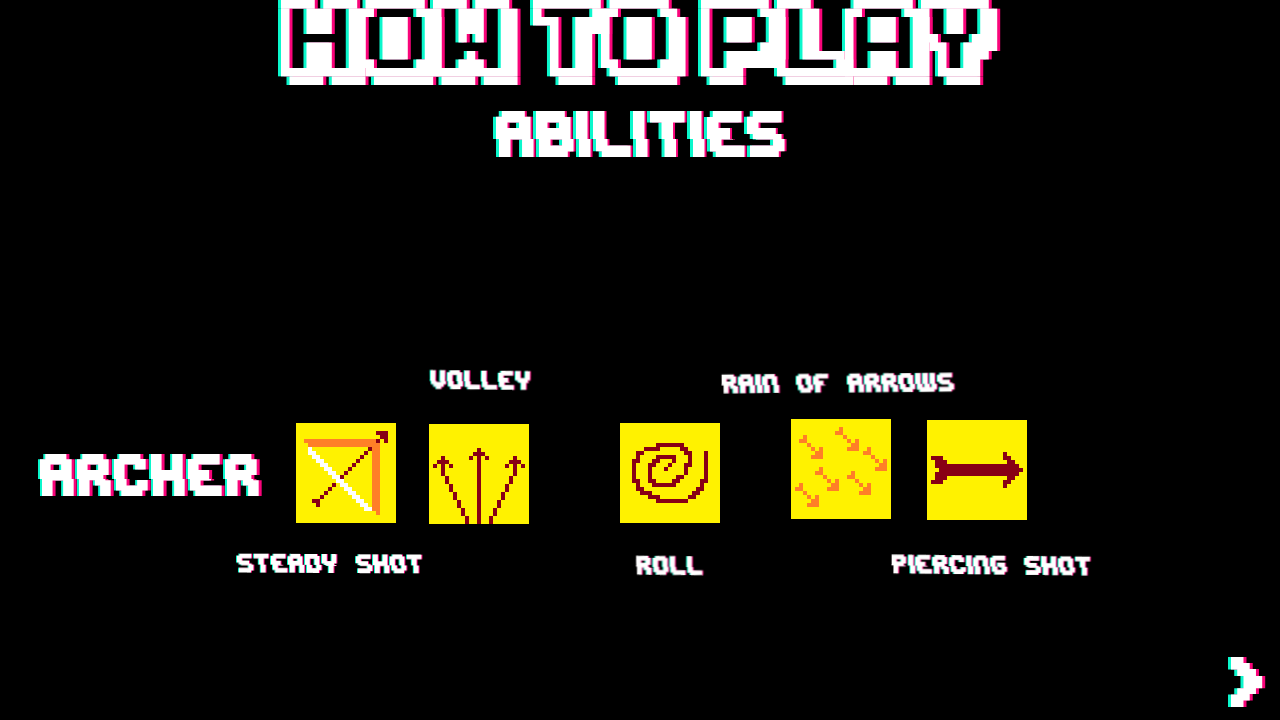 HOW TO PLAY
ABILITIES
VOLLEY
RAIN OF ARROWS
ARCHER
STEADY SHOT
ROLL
PIERCING SHOT